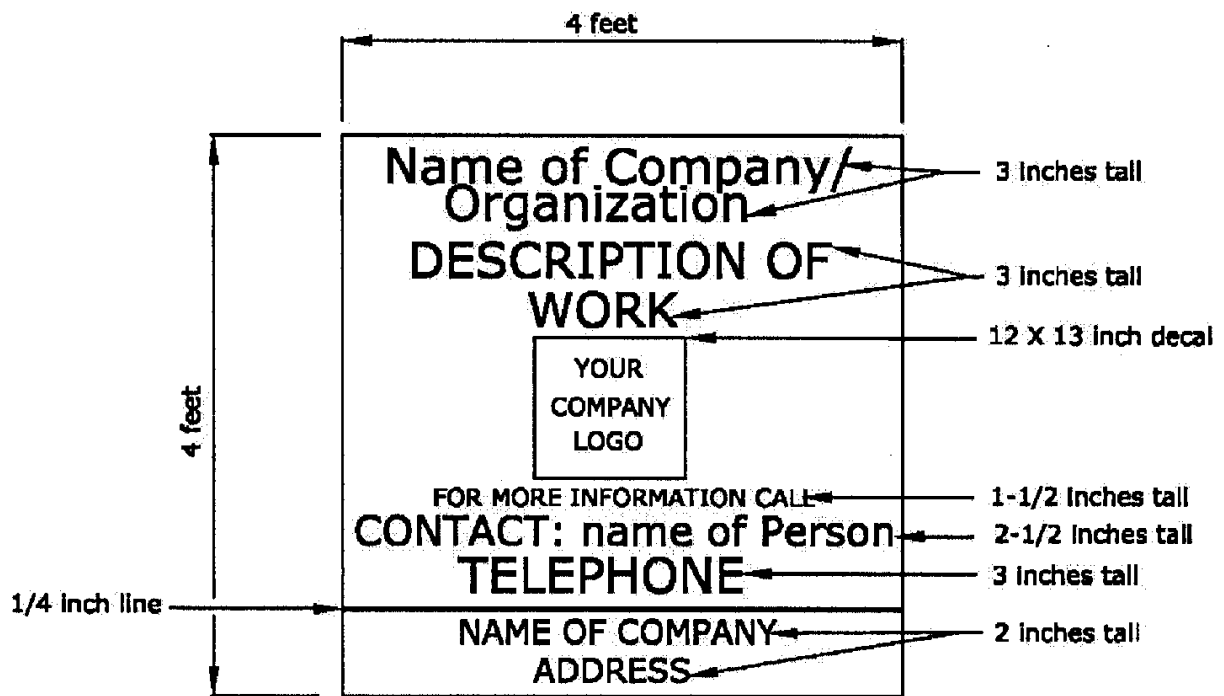 4 feet
Name of Company/
Organization
3 inches tall
DESCRIPTION OF
WORK
3 inches tall
12 X 13 inch decal
YOUR
COMPANY
LOGO
4 feet
FOR MORE INFORMATION CALL
1-1/2 inches tall
CONTACT: name of Person
2-1/2 inches tall
TELEPHONE
3 inches tall
1/4 inch line
NAME OF COMPANY
ADDRESS
2 inches tall